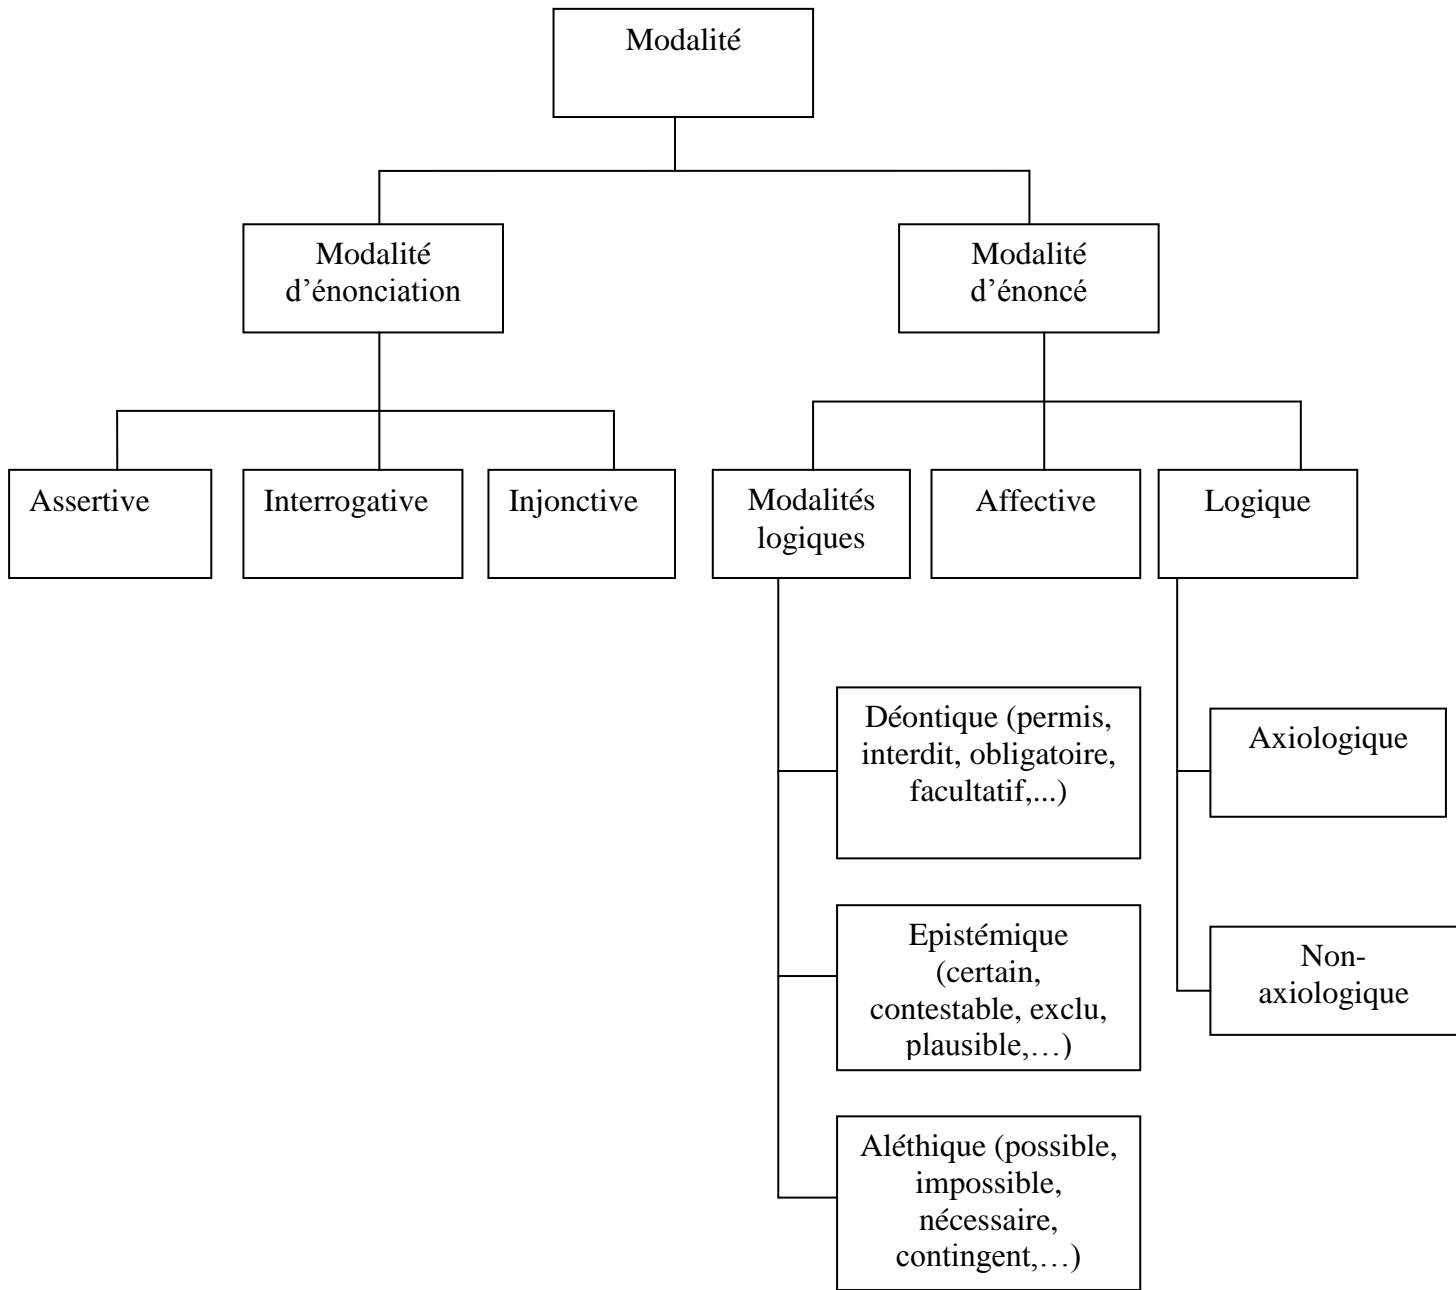 Modalité
Modalité
d’énonciation
Modalité
d’énoncé
Assertive
Interrogative
Injonctive
Modalités
logiques
Affective
Logique
Déontique (permis,
interdit, obligatoire,
facultatif,...)
Axiologique
Epistémique
(certain,
contestable, exclu,
plausible,…)
Non-
axiologique
Aléthique (possible,
impossible,
nécessaire,
contingent,…)